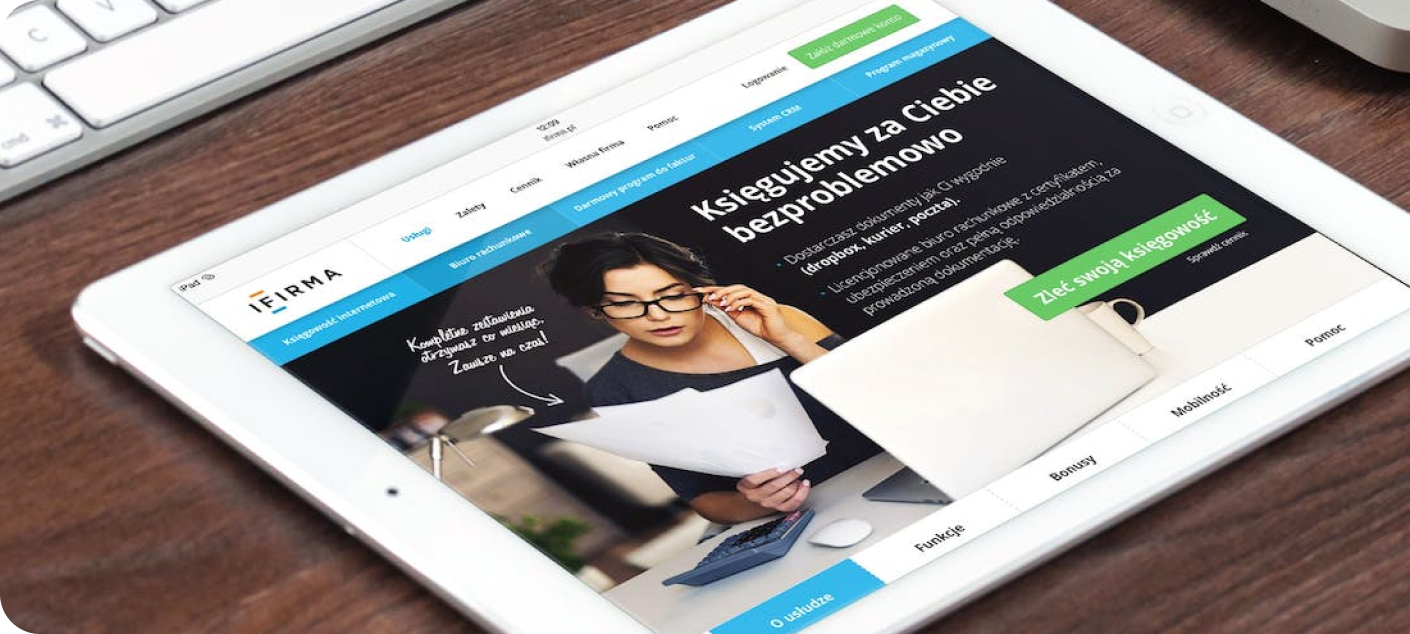 C
V
cmd ⌘
iPad
12:09
ifirma.pl
IFIRMA
Usługi
Zalety
Cennik
Własna firma
Pomoc
Logowanie
Załóż darmowe konto
Księgowość internetowa
Biuro rachunkowe
Darmowy program do faktur
System CRM
Program magazynowy
Księgujemy za Ciebie
bezproblemowo
Dostarczasz dokumenty jak Ci wygodnie
(dropbox, kurier, poczta).
Licencjonowane biuro rachunkowe z certyfikatem,
ubezpieczeniem oraz pełną odpowiedzialnością za
prowadzoną dokumentację.
Zleć swoją księgowość
Sprawdź cennik
Kompletne zestawienia
otrzymasz co miesiąc.
Zawsze na czas!
O usłudze
Funkcje
Bonusy
Mobilność
Pomoc